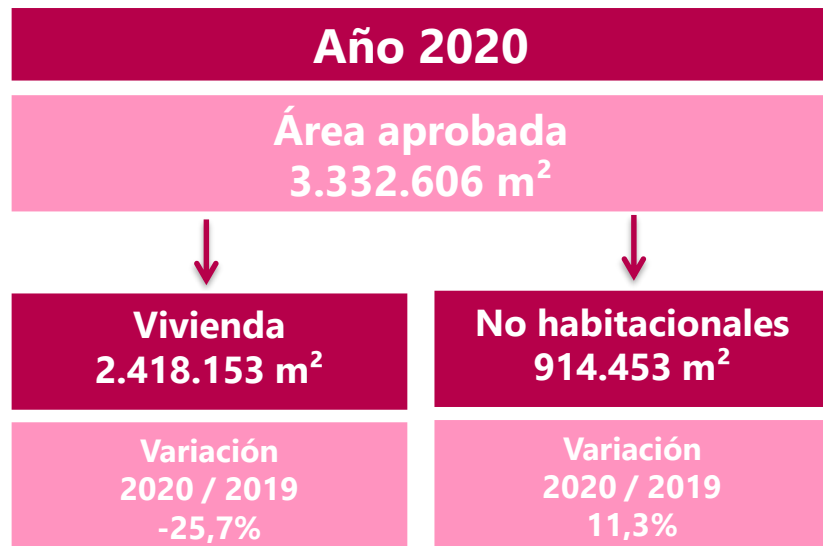 Año 2020
Área aprobada
3.332.606 m²
Vivienda
2.418.153 m²
No habitacionales
914.453 m²
Variación
2020 / 2019
-25,7%
Variación
2020 / 2019
11,3%